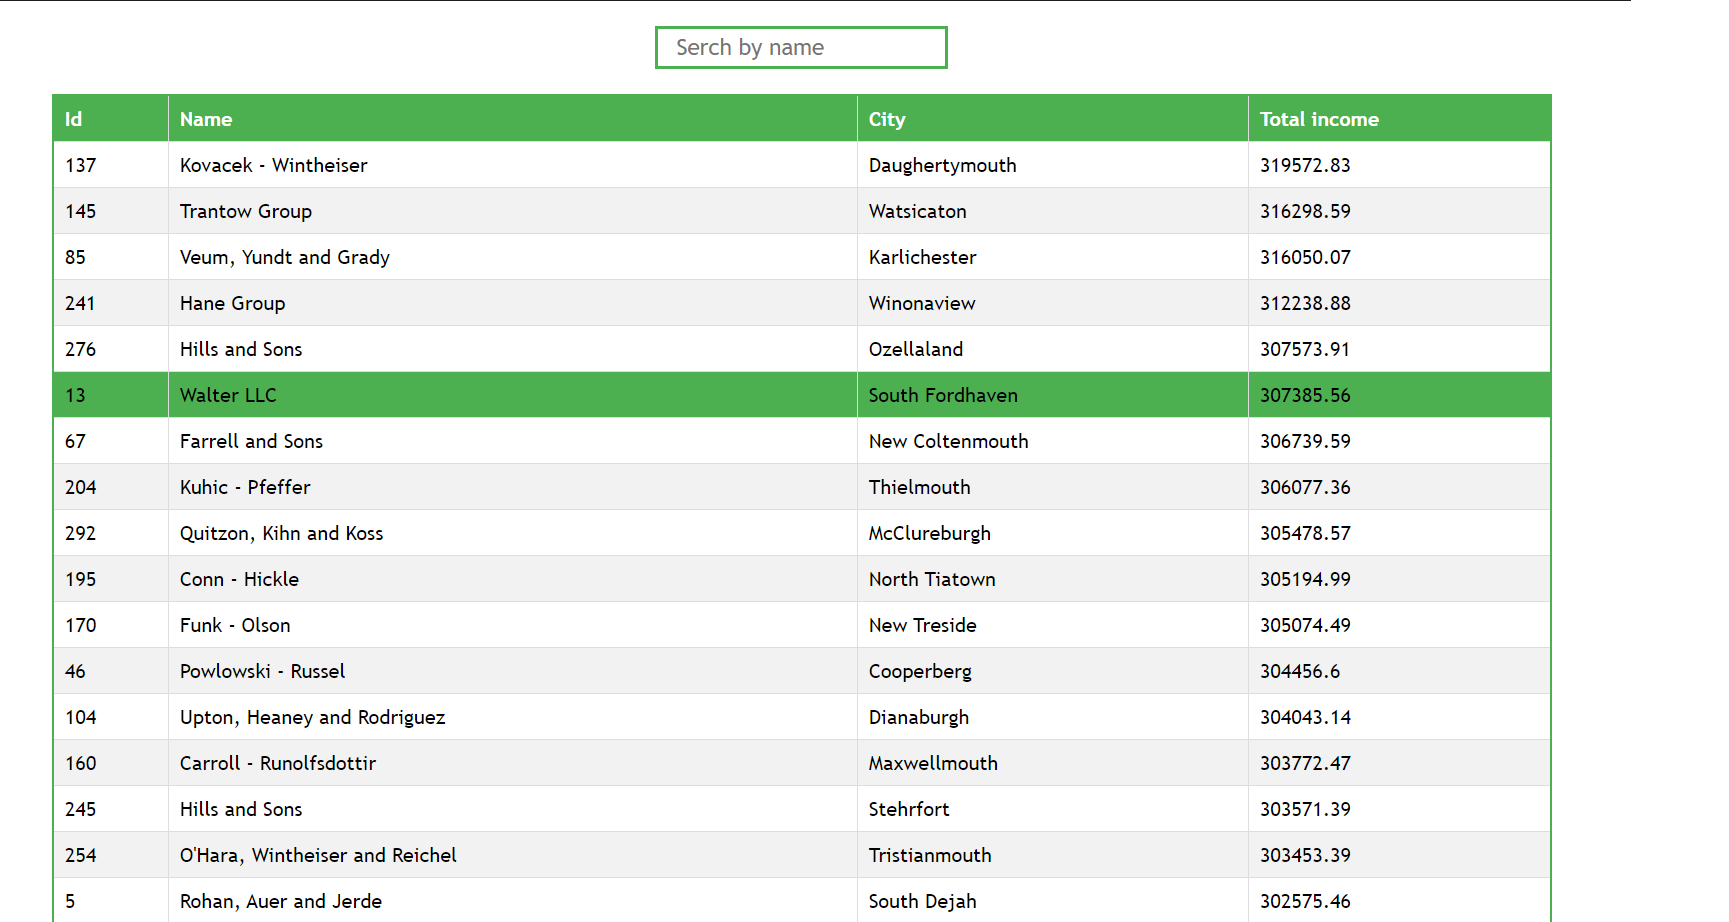 Serch by name
Id Name City Total income
137 Kovacek - Wintheiser Daughertymouth 319572.83
145 Trantow Group Watsicaton 316298.59
85 Veum, Yundt and Grady Karlichester 316050.07
241 Hane Group Winonaview 312238.88
276 Hills and Sons Ozellaland 307573.91
13 Walter LLC South Fordhaven 307385.56
67 Farrell and Sons New Coltenmouth 306739.59
204 Kuhic - Pfeffer Thielmouth 306077.36
292 Quitzon, Kihn and Koss McClureburgh 305478.57
195 Conn - Hickle North Tiatown 305194.99
170 Funk - Olson New Treside 305074.49
46 Powlowski - Russel Cooperberg 304456.6
104 Upton, Heaney and Rodriguez Dianaburgh 304043.14
160 Carroll - Runolfsdottir Maxwellmouth 303772.47
245 Hills and Sons Stehrfort 303571.39
254 O'Hara, Wintheiser and Reichel Tristianmouth 303453.39
5 Rohan, Auer and Jerde South Dejah 302575.46